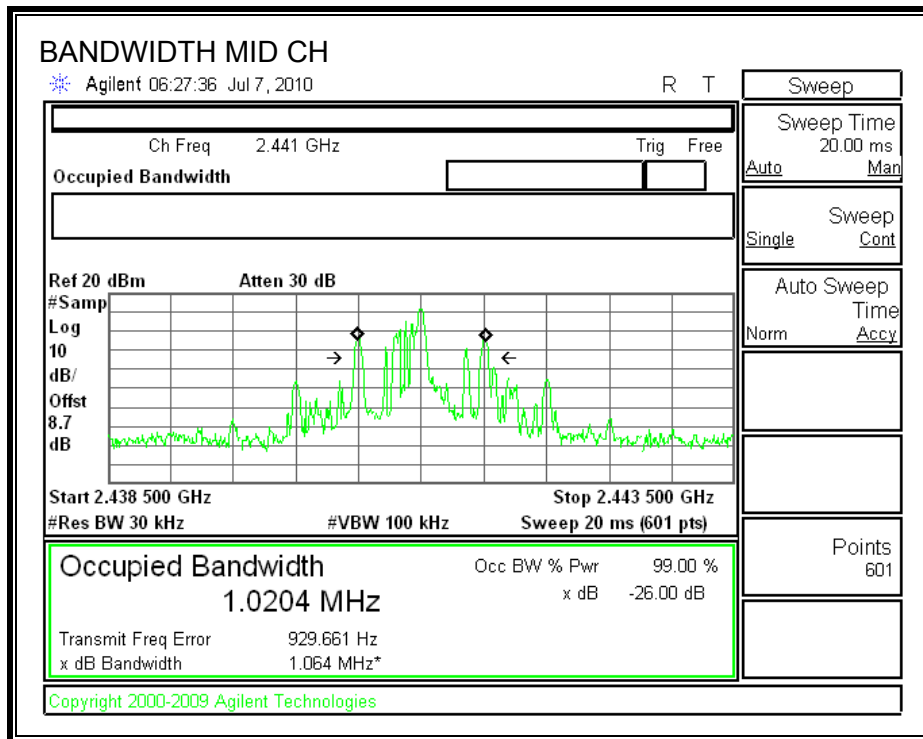 BANDWIDTH MID CH
Agilent 06:27:36 Jul 7, 2010 R T
Ch Freq 2.441 GHz Trig Free
Occupied Bandwidth
Ref 20 dBm Atten 30 dB
#Samp
Log
10
dB/
Offst
8.7
dB
Start 2.438 500 GHz Stop 2.443 500 GHz
#Res BW 30 kHz #VBW 100 kHz Sweep 20 ms (601 pts)
Occupied Bandwidth Occ BW % Pwr 99.00 %
1.0204 MHz x dB -26.00 dB
Transmit Freq Error 929.661 Hz
x dB Bandwidth 1.064 MHz*
Copyright 2000-2009 Agilent Technologies
Sweep
Sweep Time
20.00 ms
Auto Man
Sweep
Single Cont
Auto Sweep
Time
Norm Accy
Points
601